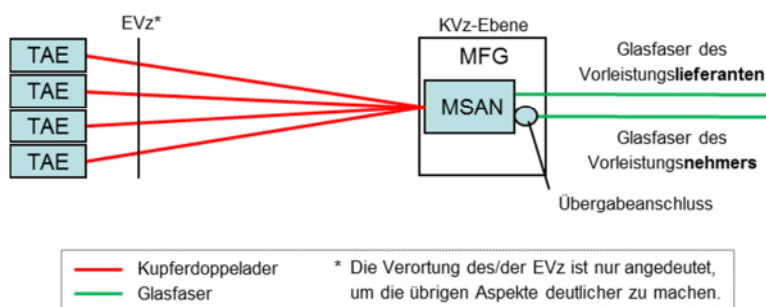 EVz*
KVz-Ebene
TAE
TAE
TAE
TAE
MFG
MSAN
Glasfaser des
Vorleistungslieferanten
Glasfaser des
Vorleistungsnehmers
Übergabeanschluss
Kupferdoppelader
Glasfaser
* Die Verortung des/der EVz ist nur angedeutet,
um die übrigen Aspekte deutlicher zu machen.